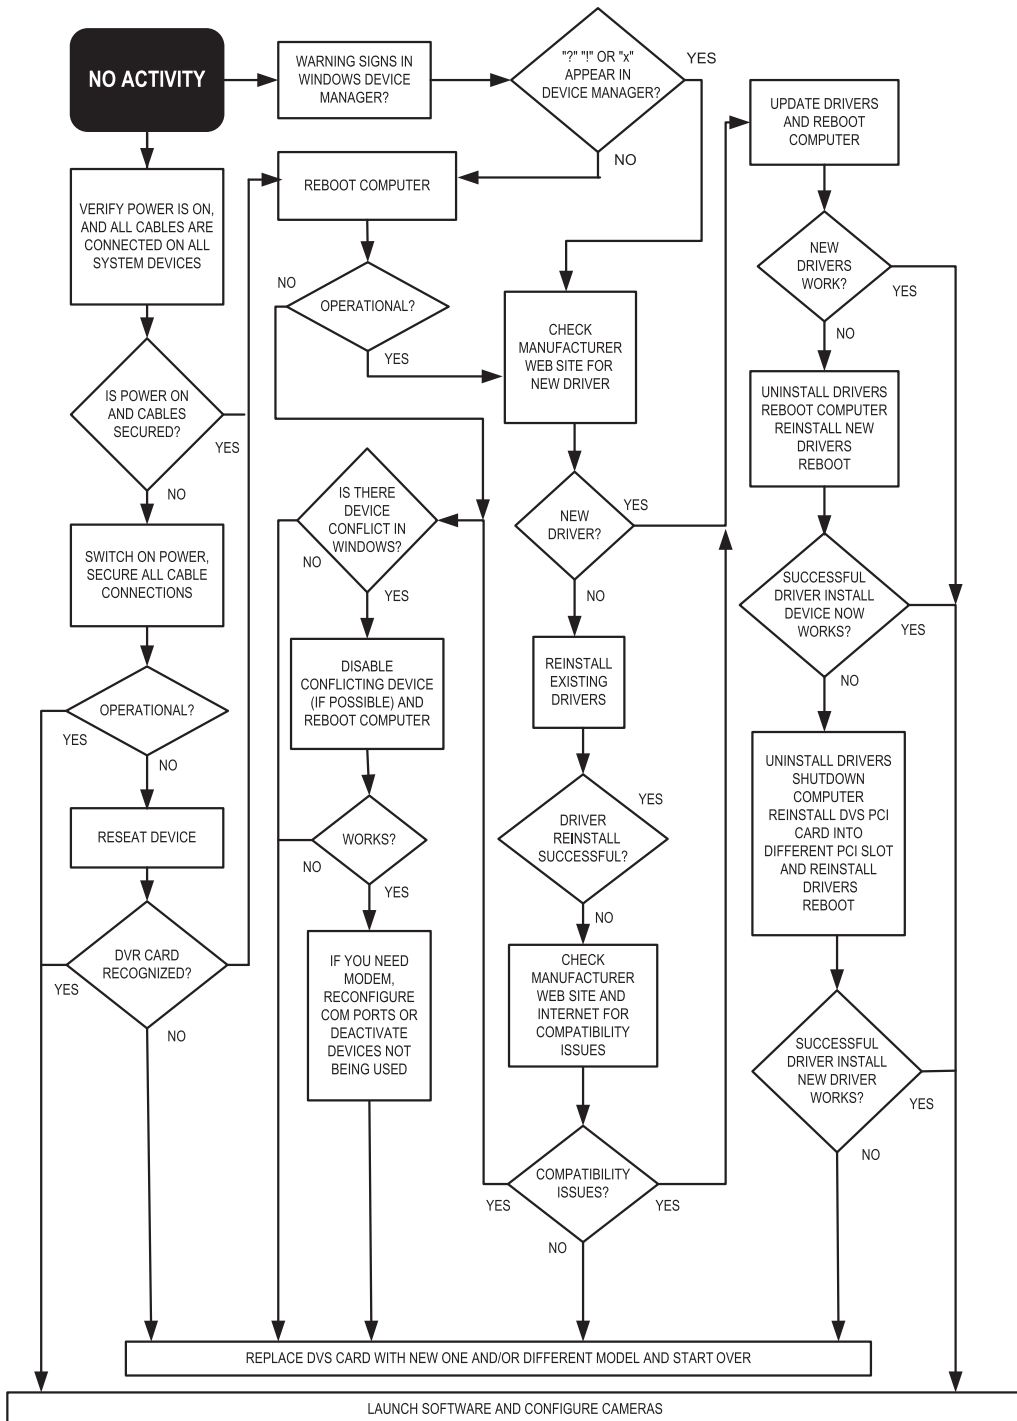 NO ACTIVITY
WARNING SIGNS IN
WINDOWS DEVICE
MANAGER?
"?" "!" OR "x"
APPEAR IN
DEVICE MANAGER?
YES
NO
UPDATE DRIVERS
AND REBOOT
COMPUTER
VERIFY POWER IS ON,
AND ALL CABLES ARE
CONNECTED ON ALL
SYSTEM DEVICES
REBOOT COMPUTER
NO
OPERATIONAL?
YES
NEW
DRIVERS
WORK?
YES
NO
CHECK
MANUFACTURER
WEB SITE FOR
NEW DRIVER
IS POWER ON
AND CABLES
SECURED?
YES
NO
UNINSTALL DRIVERS
REBOOT COMPUTER
REINSTALL NEW
DRIVERS
REBOOT
IS THERE
DEVICE
CONFLICT IN
WINDOWS?
NO
YES
NEW
DRIVER?
YES
NO
SWITCH ON POWER,
SECURE ALL CABLE
CONNECTIONS
SUCCESSFUL
DRIVER INSTALL
DEVICE NOW
WORKS?
YES
NO
OPERATIONAL?
YES
NO
DISABLE
CONFLICTING DEVICE
(IF POSSIBLE) AND
REBOOT COMPUTER
REINSTALL
EXISTING
DRIVERS
UNINSTALL DRIVERS
SHUTDOWN
COMPUTER
REINSTALL DVS PCI
CARD INTO
DIFFERENT PCI SLOT
AND REINSTALL
DRIVERS
REBOOT
RESEAT DEVICE
WORKS?
NO
YES
YES
DRIVER
REINSTALL
SUCCESSFUL?
NO
DVR CARD
RECOGNIZED?
YES
NO
IF YOU NEED
MODEM,
RECONFIGURE
COM PORTS OR
DEACTIVATE
DEVICES NOT
BEING USED
CHECK
MANUFACTURER
WEB SITE AND
INTERNET FOR
COMPATIBILITY
ISSUES
SUCCESSFUL
DRIVER INSTALL
NEW DRIVER
WORKS?
YES
NO
COMPATIBILITY
ISSUES?
YES
YES
NO
REPLACE DVS CARD WITH NEW ONE AND/OR DIFFERENT MODEL AND START OVER
LAUNCH SOFTWARE AND CONFIGURE CAMERAS